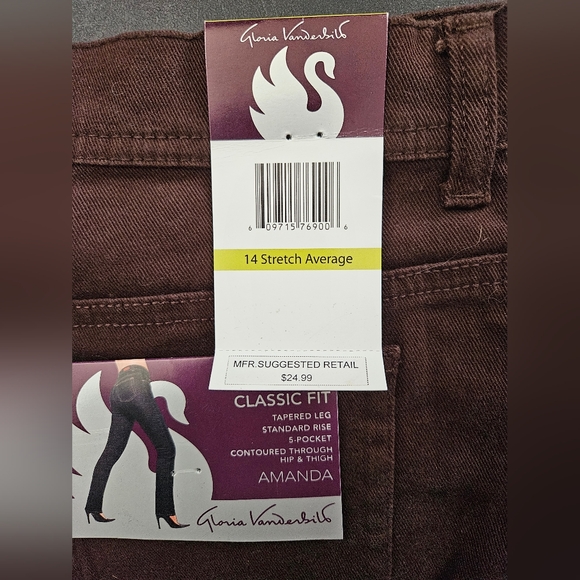 Gloria Vanderbilt
6 09715 76900 6
14 Stretch Average
MFR.SUGGESTED RETAIL
$24.99
CLASSIC FIT
TAPERED LEG
STANDARD RISE
5-POCKET
CONTOURED THROUGH
HIP & THIGH
AMANDA
Gloria Vanderbilt